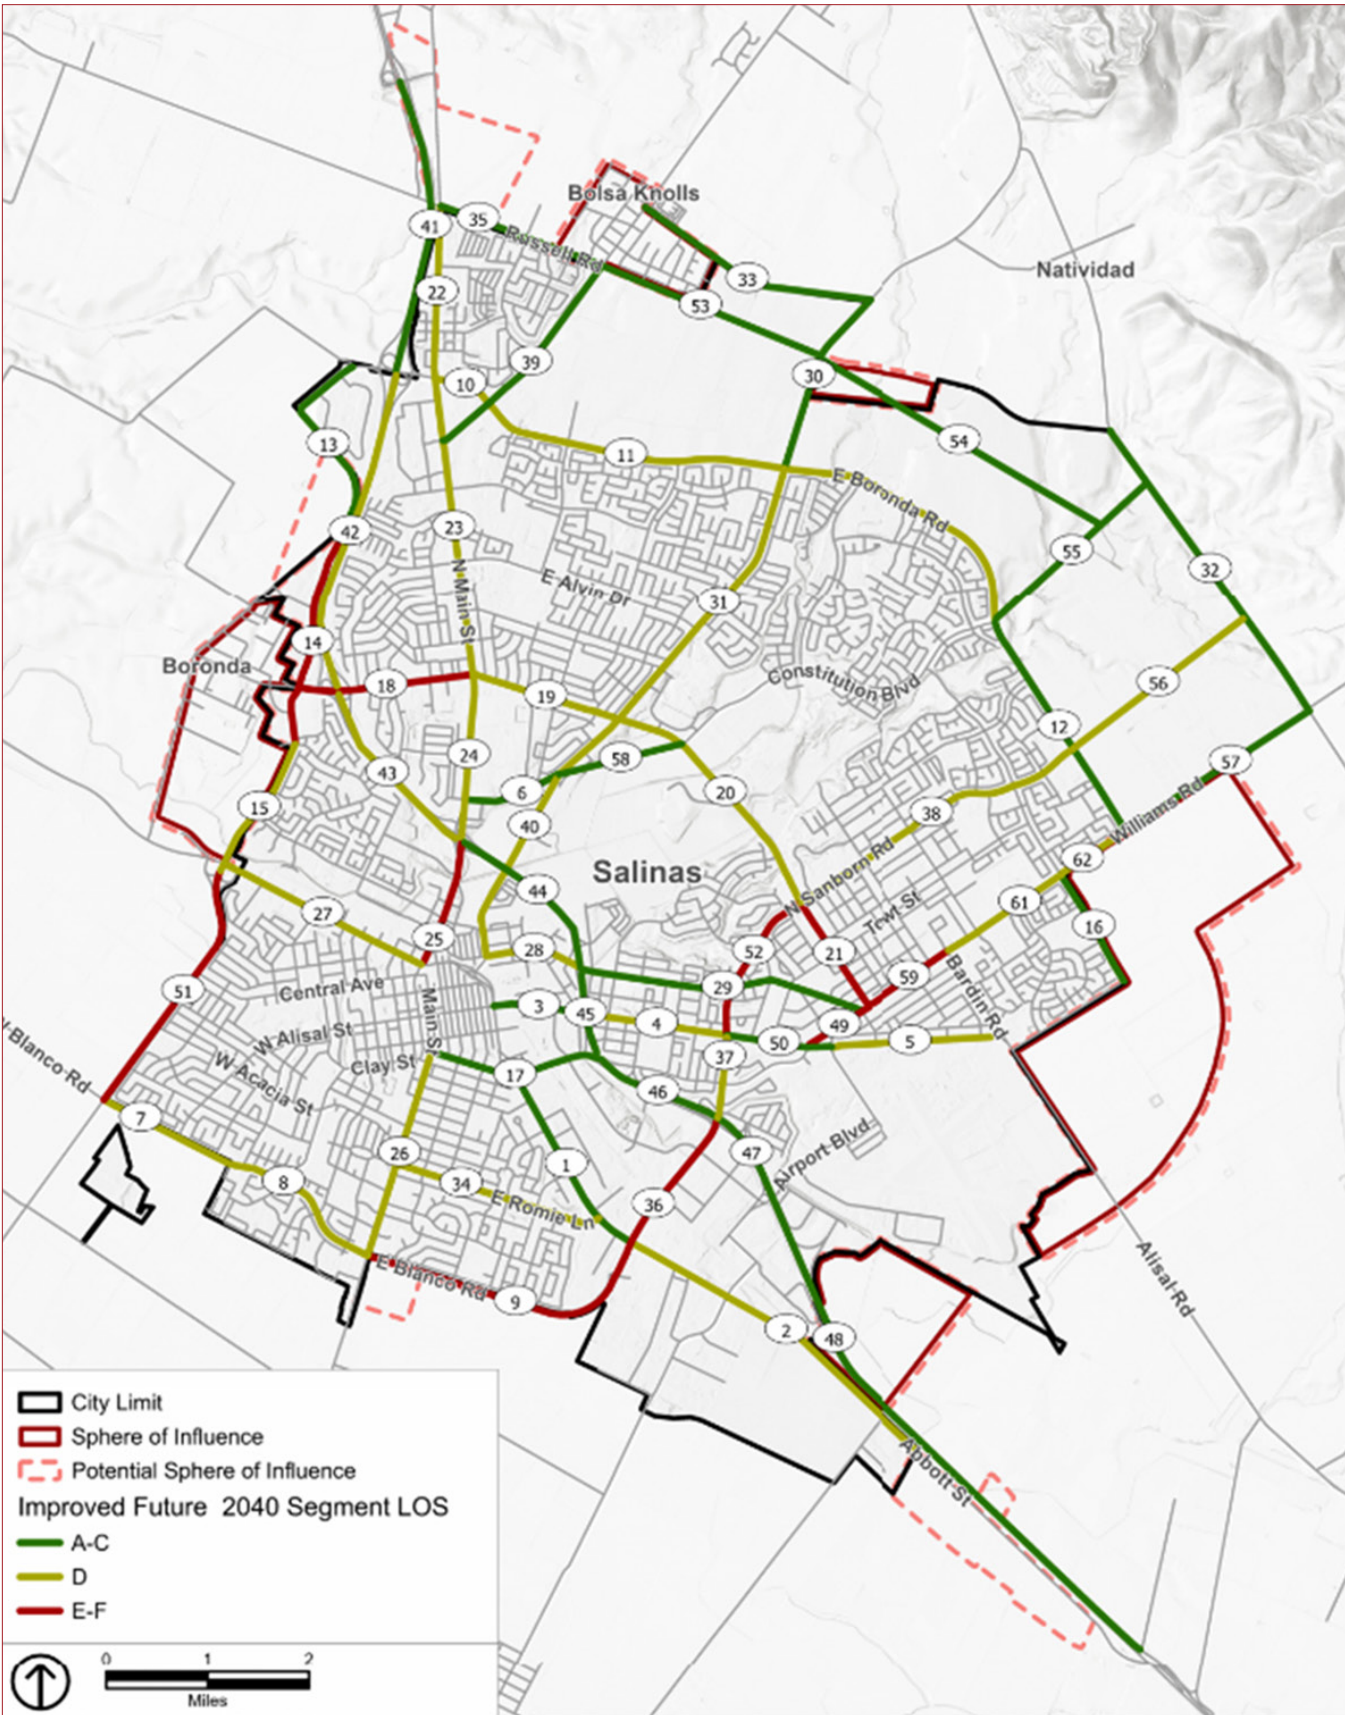 Bolsa Knolls
41
35
Russell Rd
33
Natividad
22
53
39
30
10
13
54
11
E Boronda Rd
42
23
55
32
N Main St
E Alvin Dr
31
14
Boronda
Constitution Blvd
18
19
56
12
24
58
57
43
6
20
15
40
38
Williams Rd
62
Salinas
N Sanborn Rd
44
61
27
16
25
28
52
21
59
Bardin Rd
51
Central Ave
29
3
45
4
49
Main St
W Alisal St
50
5
37
Clay St
17
W Acacia St
46
Blanco Rd
7
26
47
Airport Blvd
1
8
34
36
E Romie Ln
Alisal Rd
E Blanco Rd
9
2
48
Abbott St
City Limit
Sphere of Influence
Potential Sphere of Influence
Improved Future 2040 Segment LOS
A-C
D
E-F
0 1 2
Miles